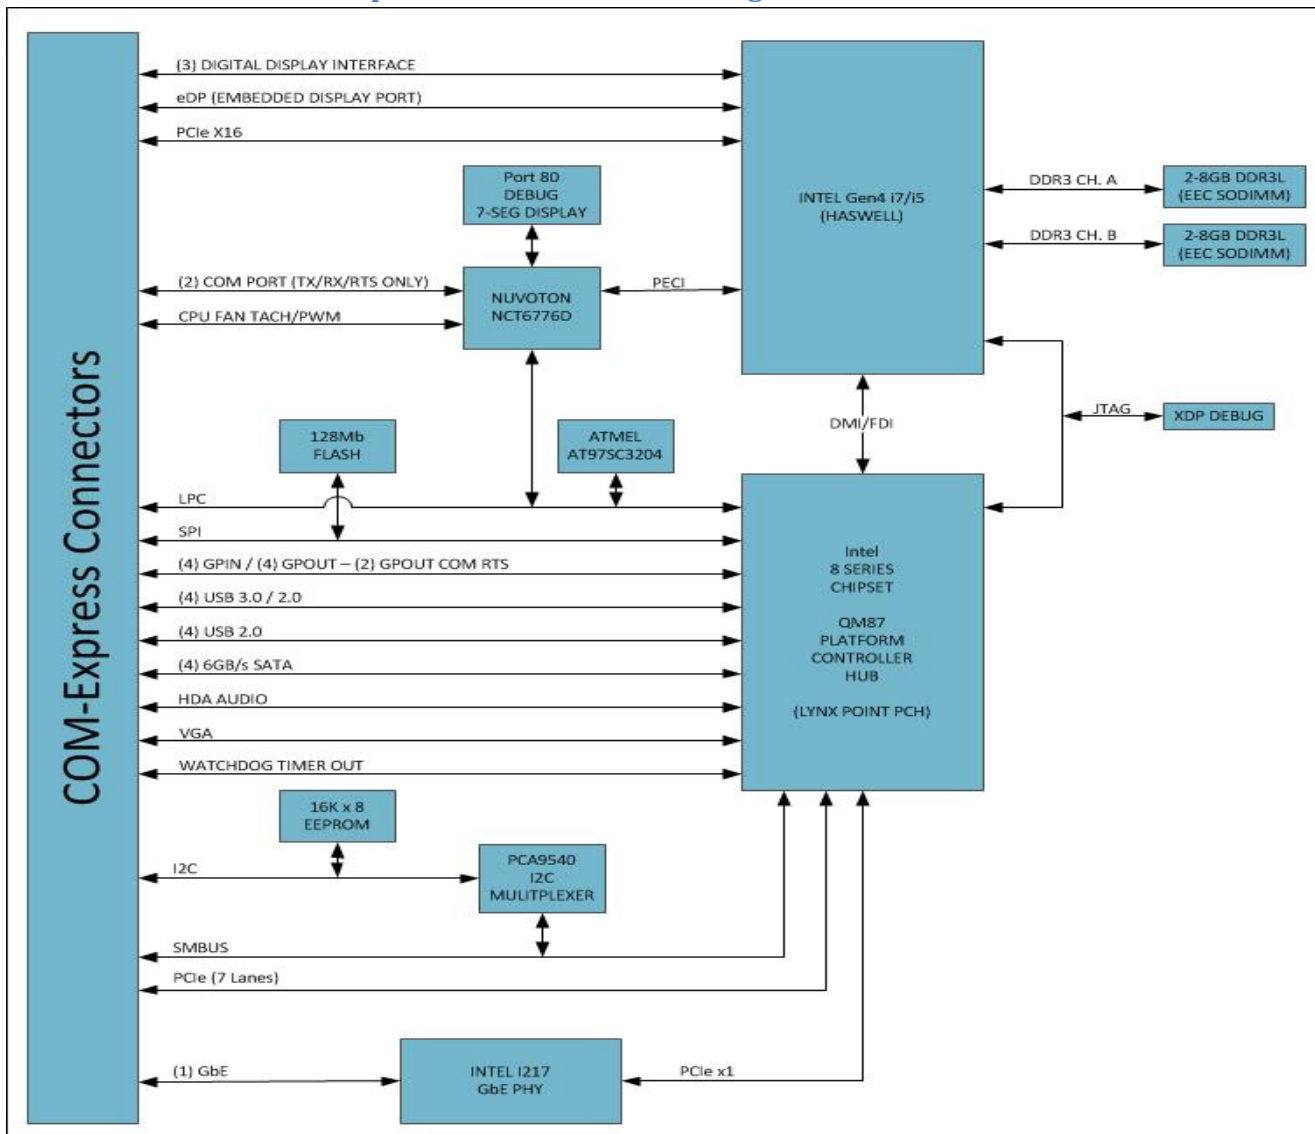 COM-Express Connectors
(3) DIGITAL DISPLAY INTERFACE
eDP (EMBEDDED DISPLAY PORT)
PCIe X16
Port 80
DEBUG
7-SEG DISPLAY
INTEL Gen4 i7/i5
(HASWELL)
DDR3 CH. A
2-8GB DDR3L
(EEC SODIMM)
DDR3 CH. B
2-8GB DDR3L
(EEC SODIMM)
(2) COM PORT (TX/RX/RTS ONLY)
CPU FAN TACH/PWM
NUVOTON
NCT6776D
PECI
DMI/FDI
JTAG
XDP DEBUG
128Mb
FLASH
ATMEL
AT97SC3204
LPC
SPI
(4) GPIN / (4) GPOUT – (2) GPOUT COM RTS
(4) USB 3.0 / 2.0
(4) USB 2.0
(4) 6GB/s SATA
HDA AUDIO
VGA
WATCHDOG TIMER OUT
Intel
8 SERIES
CHIPSET
QM87
PLATFORM
CONTROLLER
HUB
(LYNX POINT PCH)
16K x 8
EEPROM
I2C
PCA9540
I2C
MULITPLEXER
SMBUS
PCIe (7 Lanes)
(1) GbE
INTEL I217
GbE PHY
PCIe x1